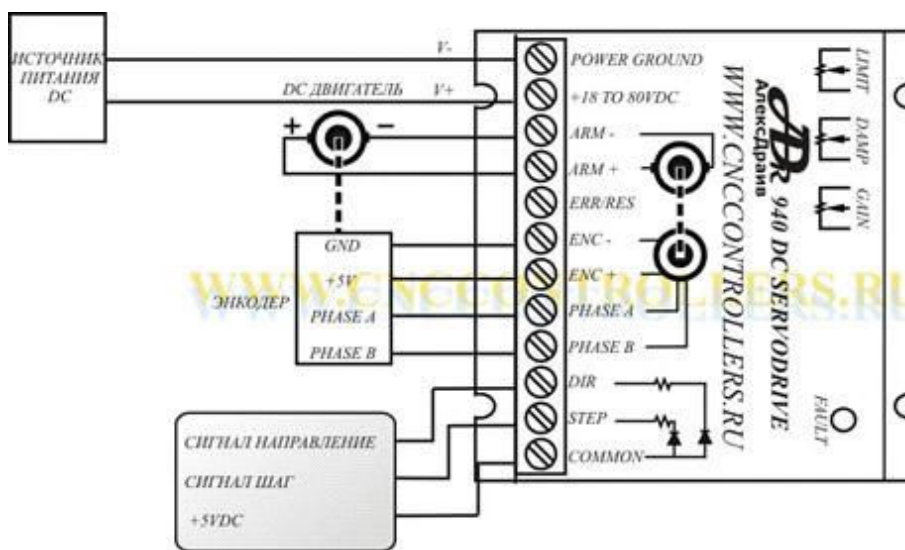 ИСТОЧНИК
ПИТАНИЯ
DC
V-
DC ДВИГАТЕЛЬ V+
+ -
GND
+5V
ЭНКОДЕР
PHASE A
PHASE B
СИГНАЛ НАПРАВЛЕНИЕ
СИГНАЛ ШАГ
+5VDC
POWER GROUND
+18 TO 80VDC
ARM -
ARM +
ERR/RES
ENC -
ENC +
PHASE A
PHASE B
DIR
STEP
COMMON
WWW.CNCCONTROLLERS.RU
АлексДрайв
940 DC SERVODRIVE
LIMIT
DAMP
GAIN
FAULT
WWW.CNCCONTROLLERS.RU